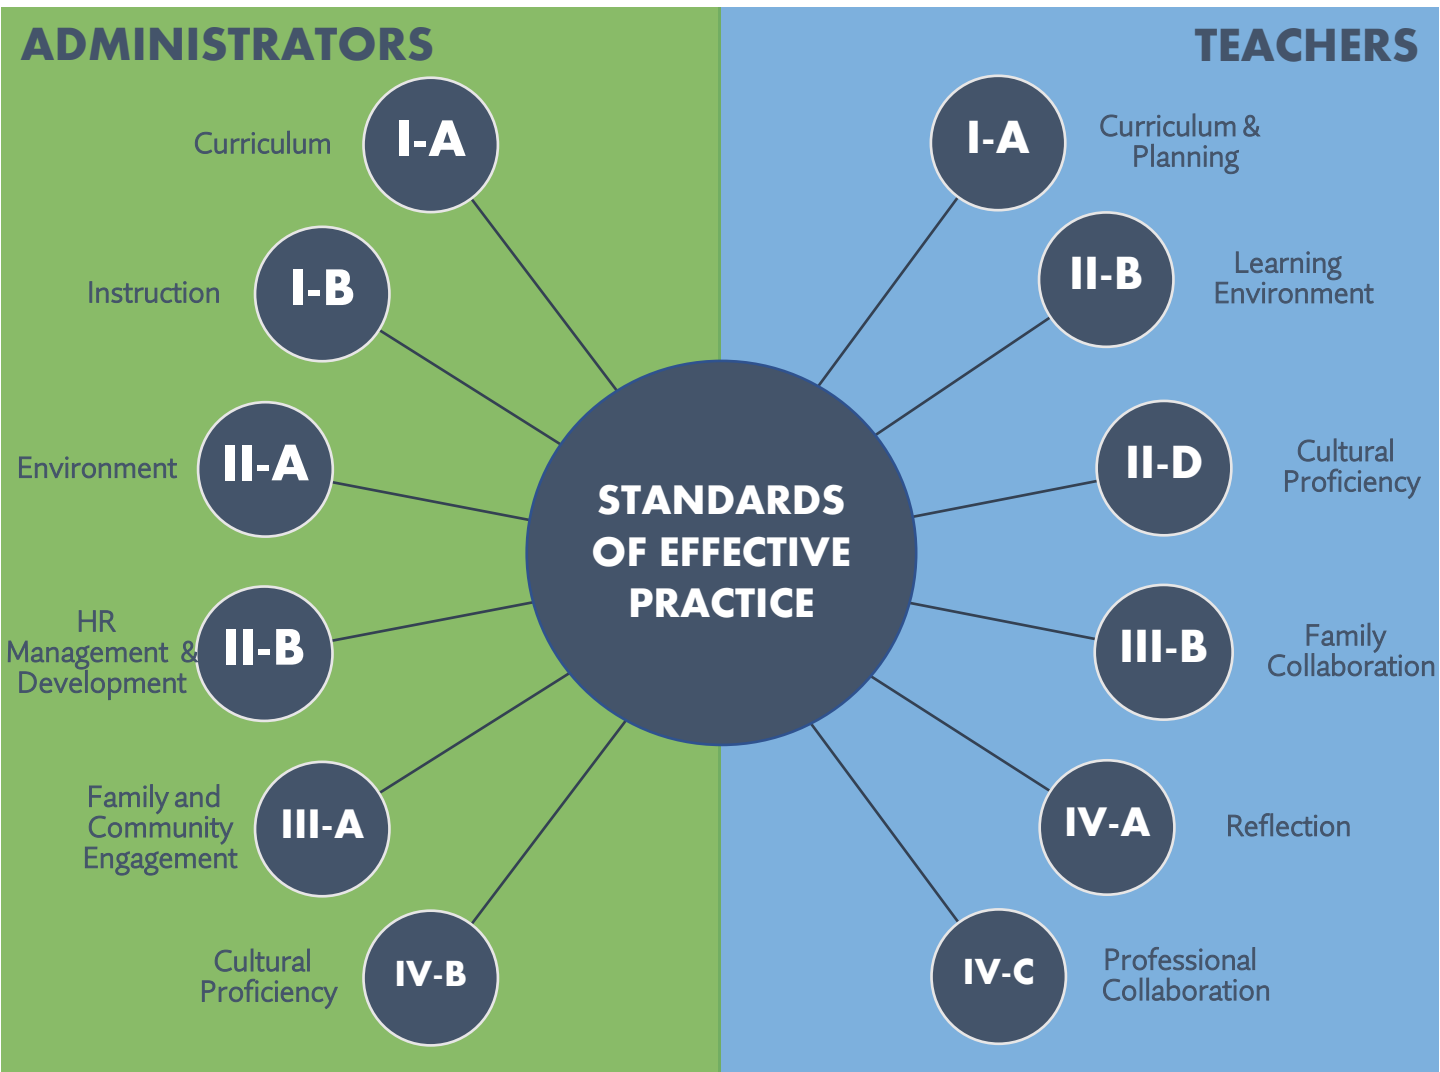 ADMINISTRATORS
TEACHERS
Curriculum
I-A
Instruction
I-B
Environment
II-A
HR
Management &
Development
II-B
Family and
Community
Engagement
III-A
Cultural
Proficiency
IV-B
STANDARDS
OF EFFECTIVE
PRACTICE
I-A
Curriculum &
Planning
II-B
Learning
Environment
II-D
Cultural
Proficiency
III-B
Family
Collaboration
IV-A
Reflection
IV-C
Professional
Collaboration